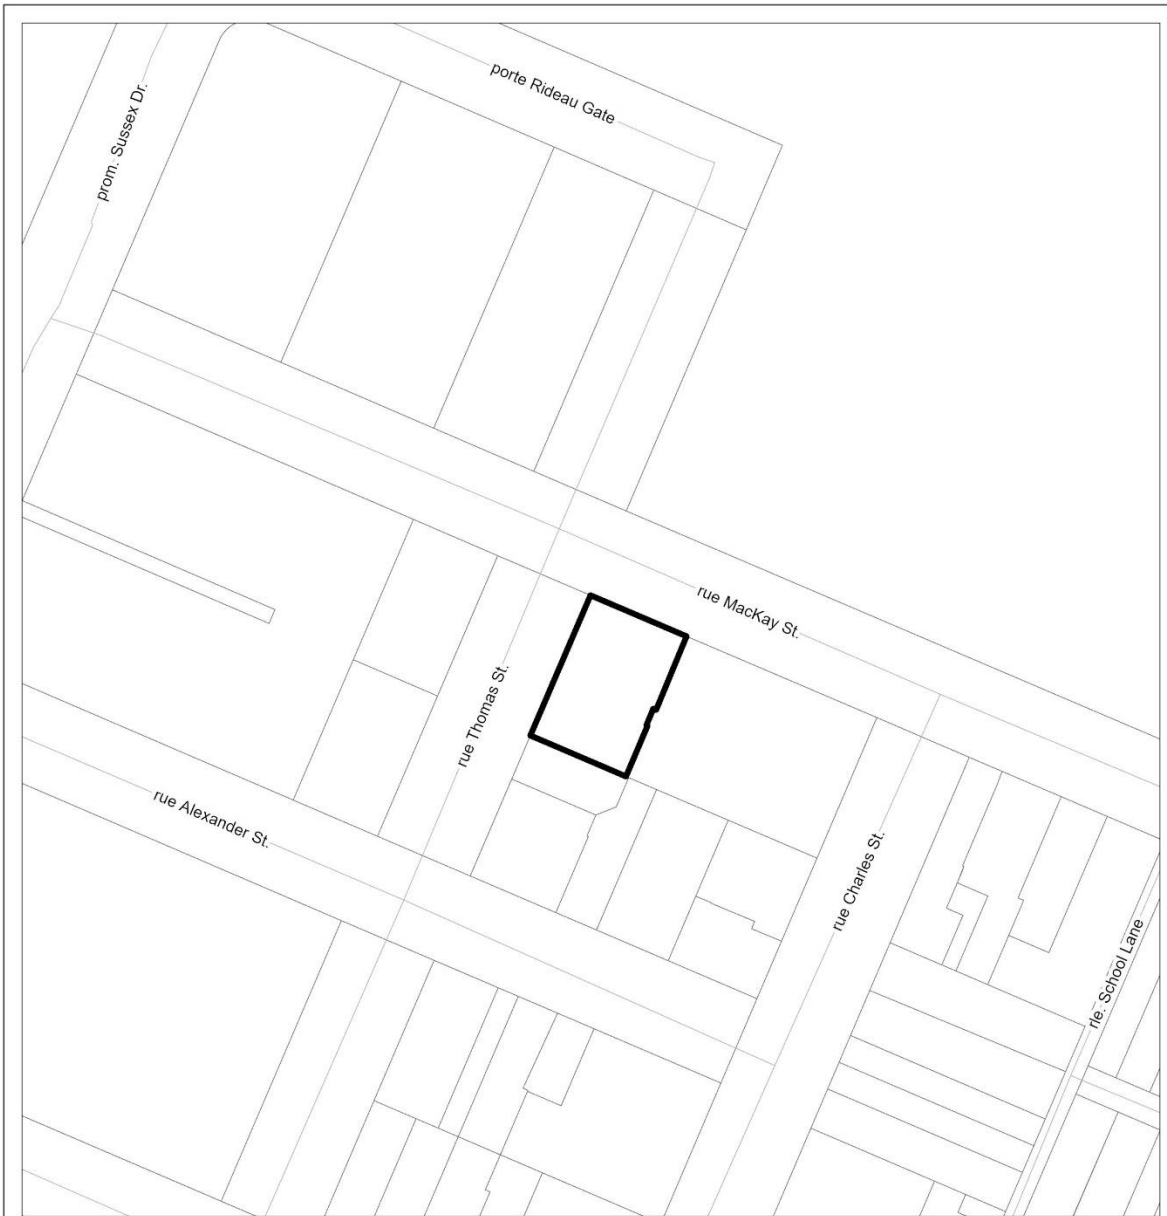 porte Rideau Gate
prom. Sussex Dr.
rue MacKay St.
rue Thomas St.
rue Alexander St.
rue Charles St.
rle. School Lane